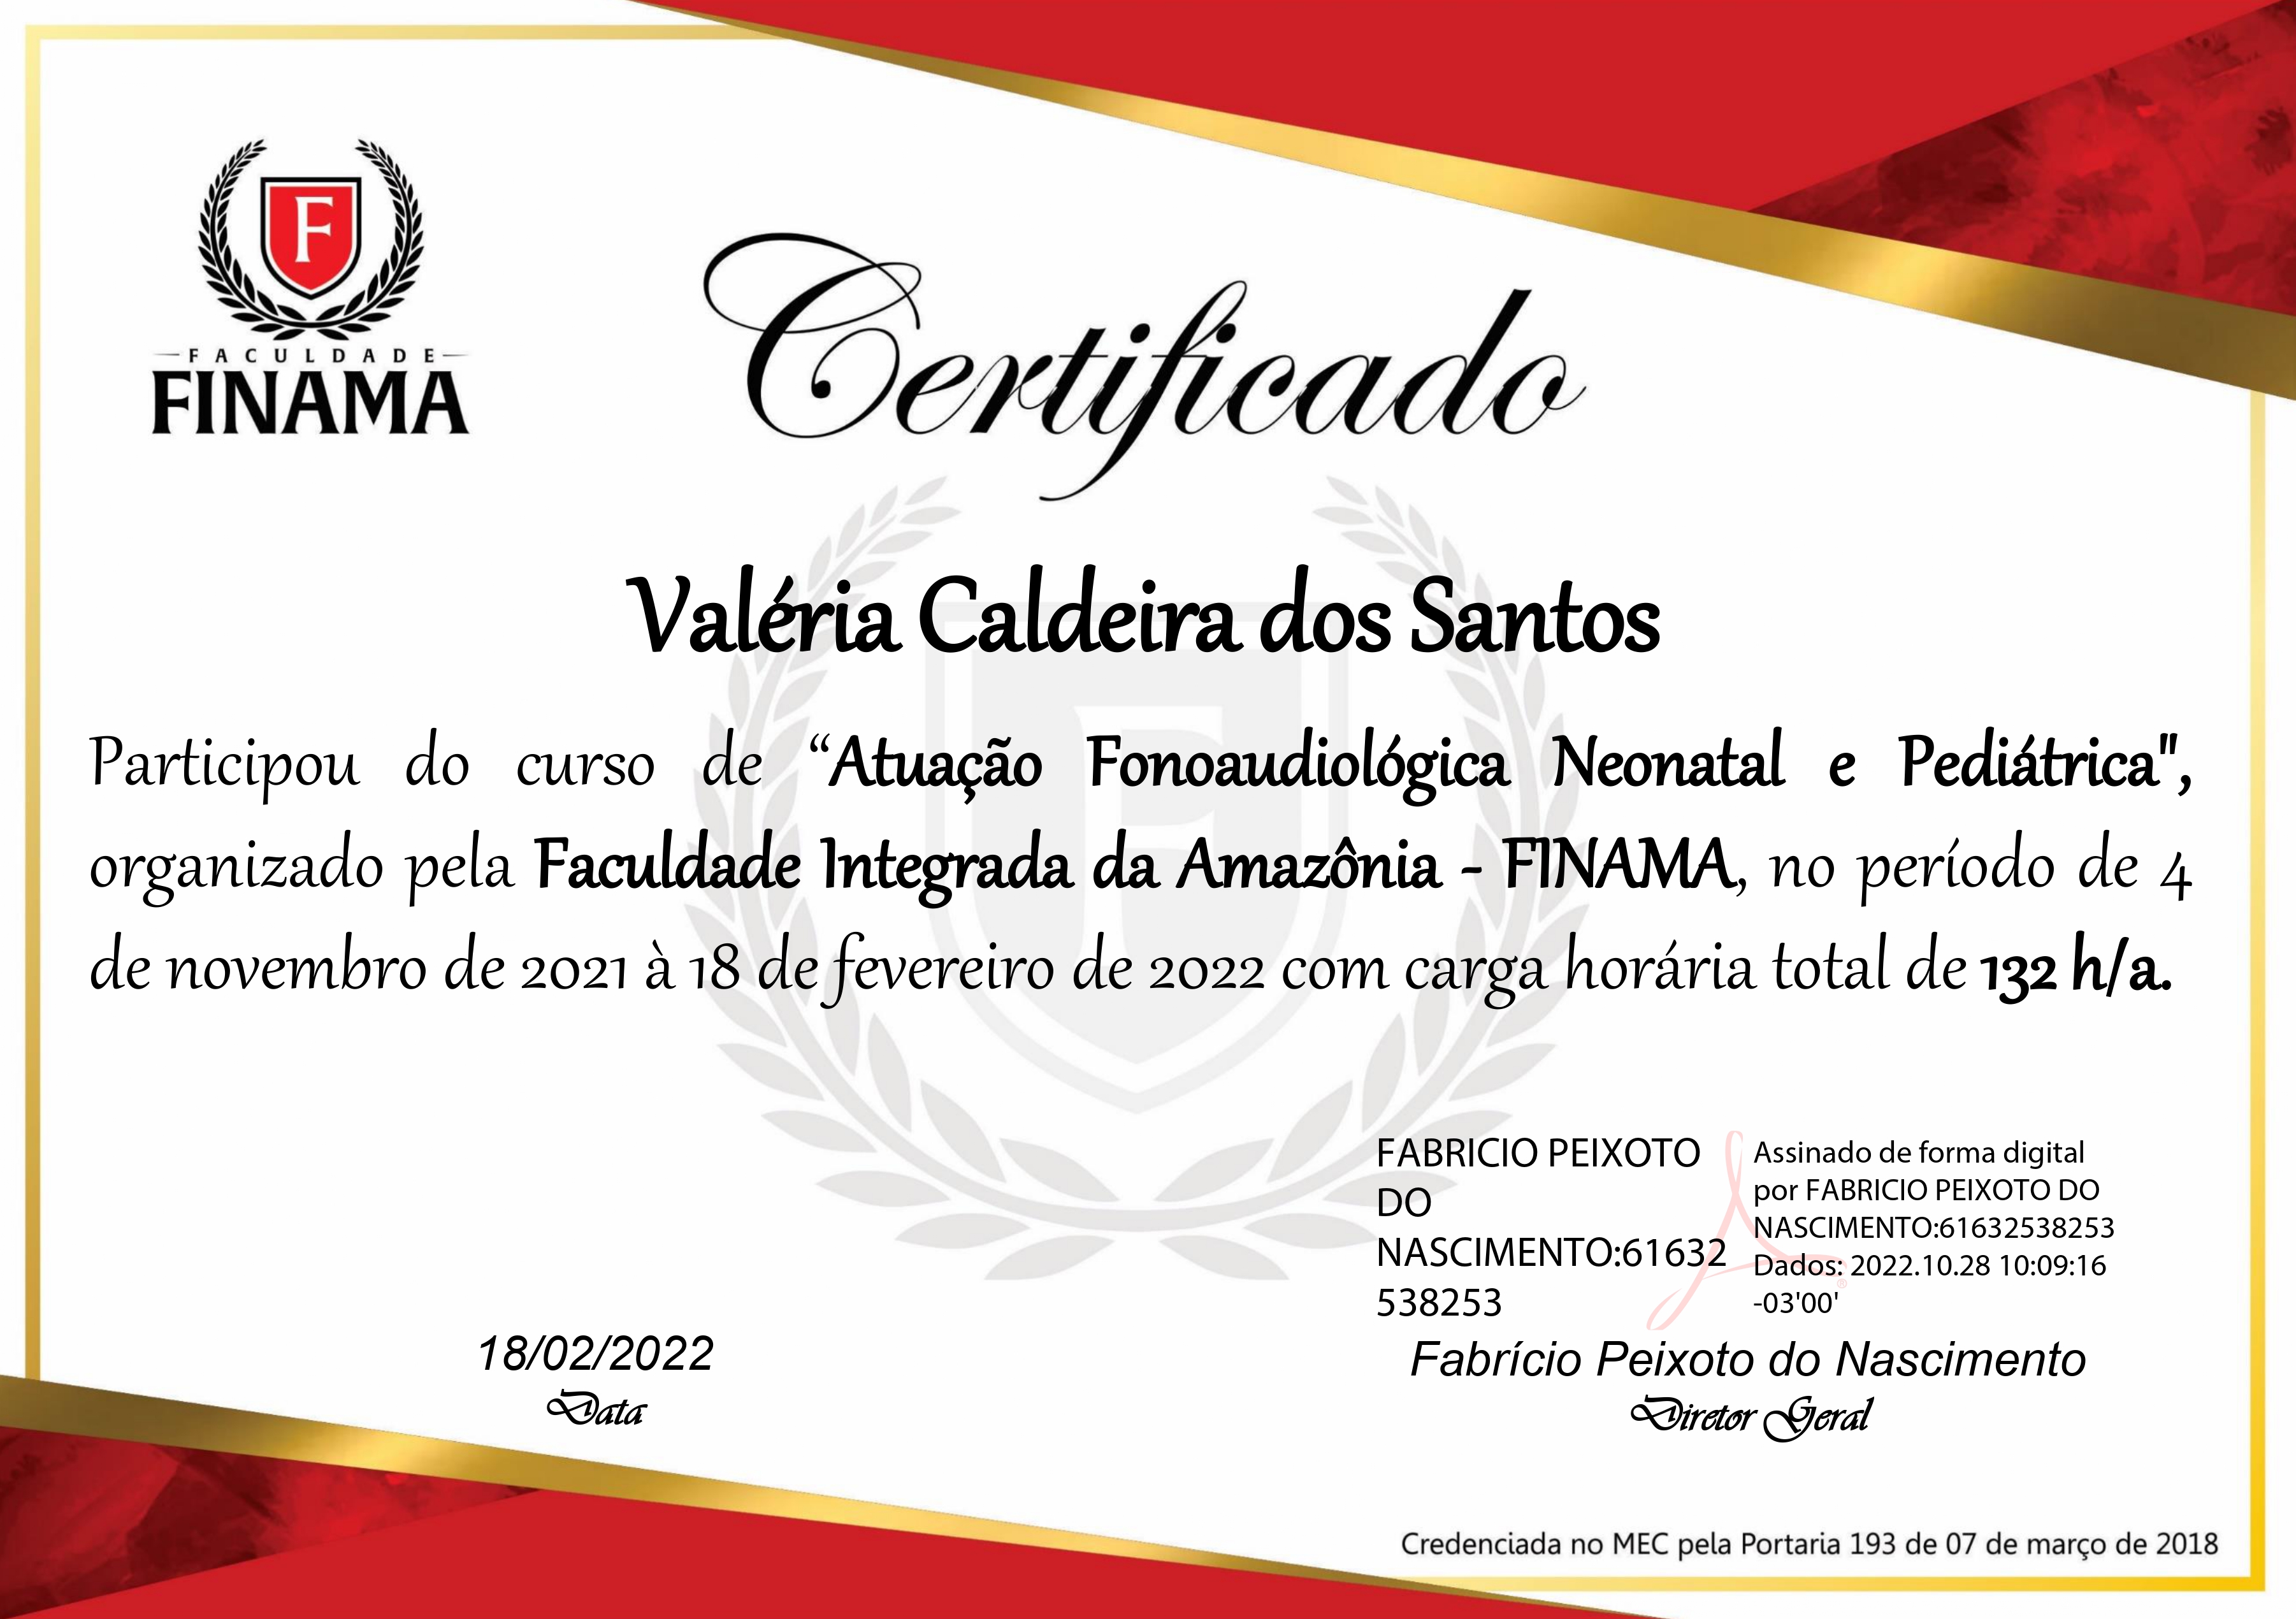 F
FACULDADE
FINAMA
Certificado
Valéria Caldeira dos Santos
Participou do curso de “Atuação Fonoaudiológica Neonatal e Pediátrica",
organizado pela Faculdade Integrada da Amazônia - FINAMA, no período de 4
de novembro de 2021 à 18 de fevereiro de 2022 com carga horária total de 132 h/a.
FABRICIO PEIXOTO
DO
NASCIMENTO:61632
538253
Assinado de forma digital
por FABRICIO PEIXOTO DO
NASCIMENTO:61632538253
Dados: 2022.10.28 10:09:16
-03'00'
18/02/2022
Data
Fabrício Peixoto do Nascimento
Diretor Geral
Credenciada no MEC pela Portaria 193 de 07 de março de 2018